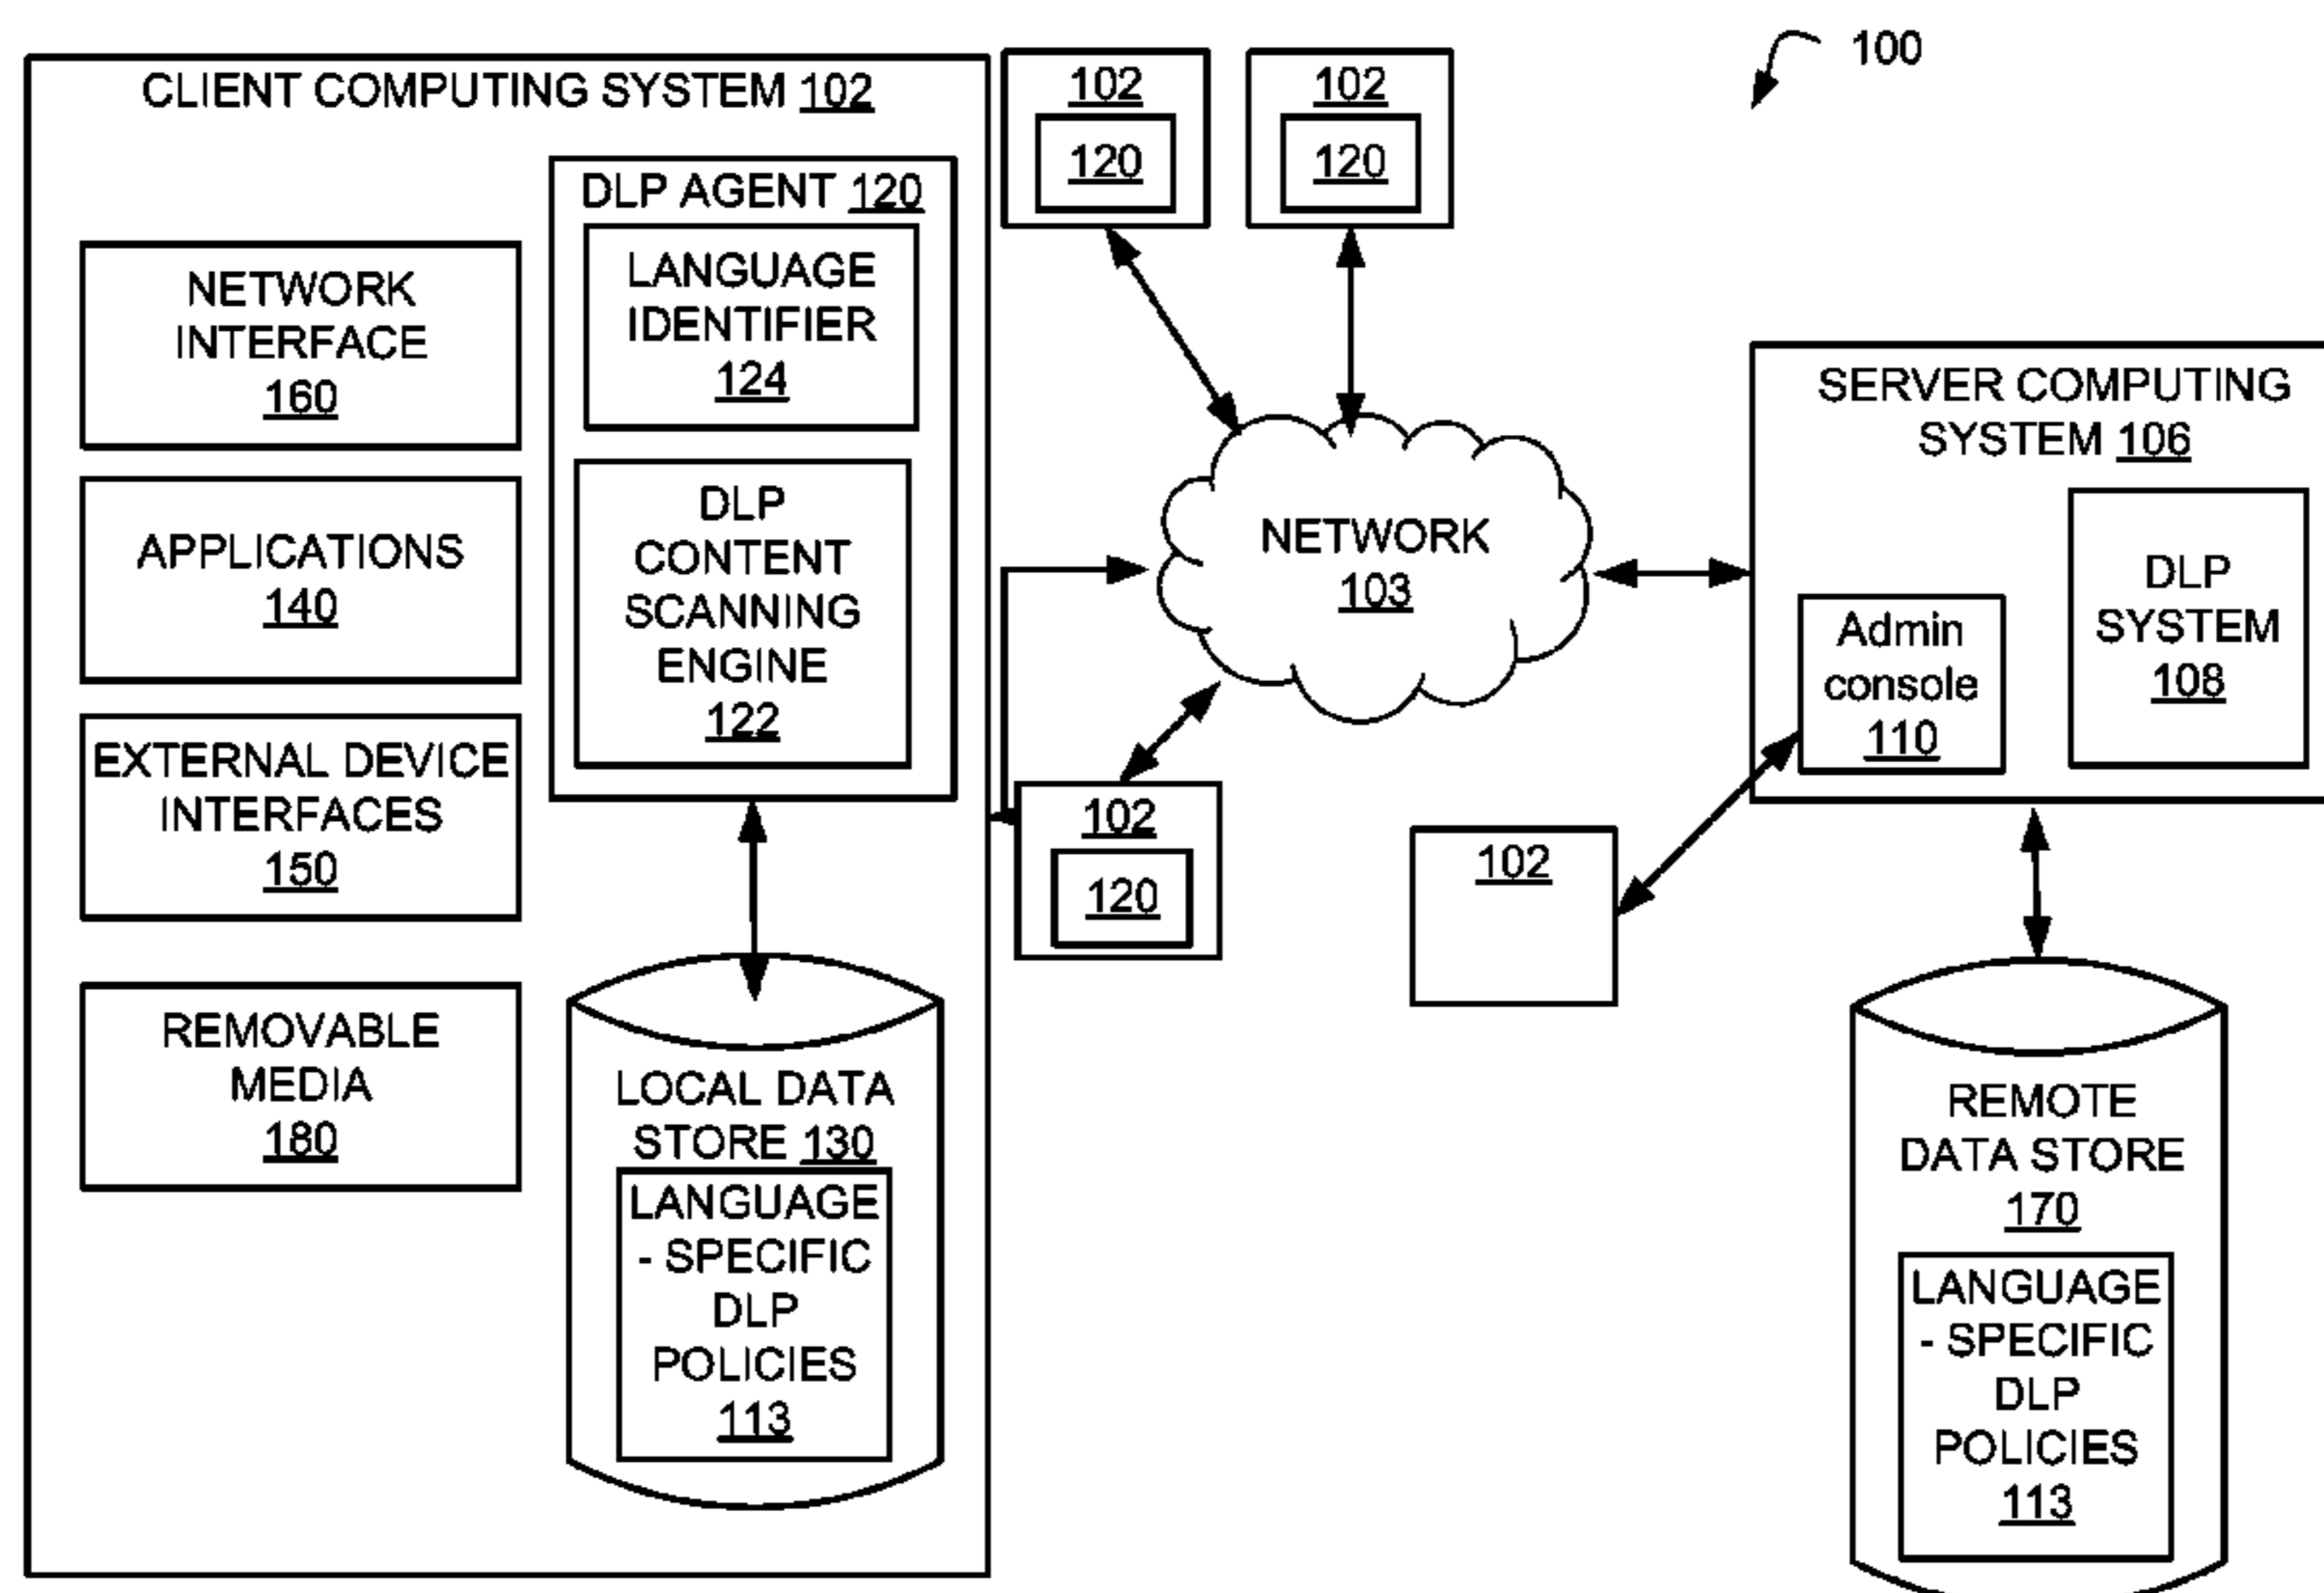 CLIENT COMPUTING SYSTEM 102
NETWORK
INTERFACE
160
APPLICATIONS
140
EXTERNAL DEVICE
INTERFACES
150
REMOVABLE
MEDIA
180
DLP AGENT 120
LANGUAGE
IDENTIFIER
124
DLP
CONTENT
SCANNING
ENGINE
122
LOCAL DATA
STORE 130
LANGUAGE
- SPECIFIC
DLP
POLICIES
113
102
120
102
120
100
NETWORK
103
102
120
102
SERVER COMPUTING
SYSTEM 106
Admin
console
110
DLP
SYSTEM
108
REMOTE
DATA STORE
170
LANGUAGE
- SPECIFIC
DLP
POLICIES
113